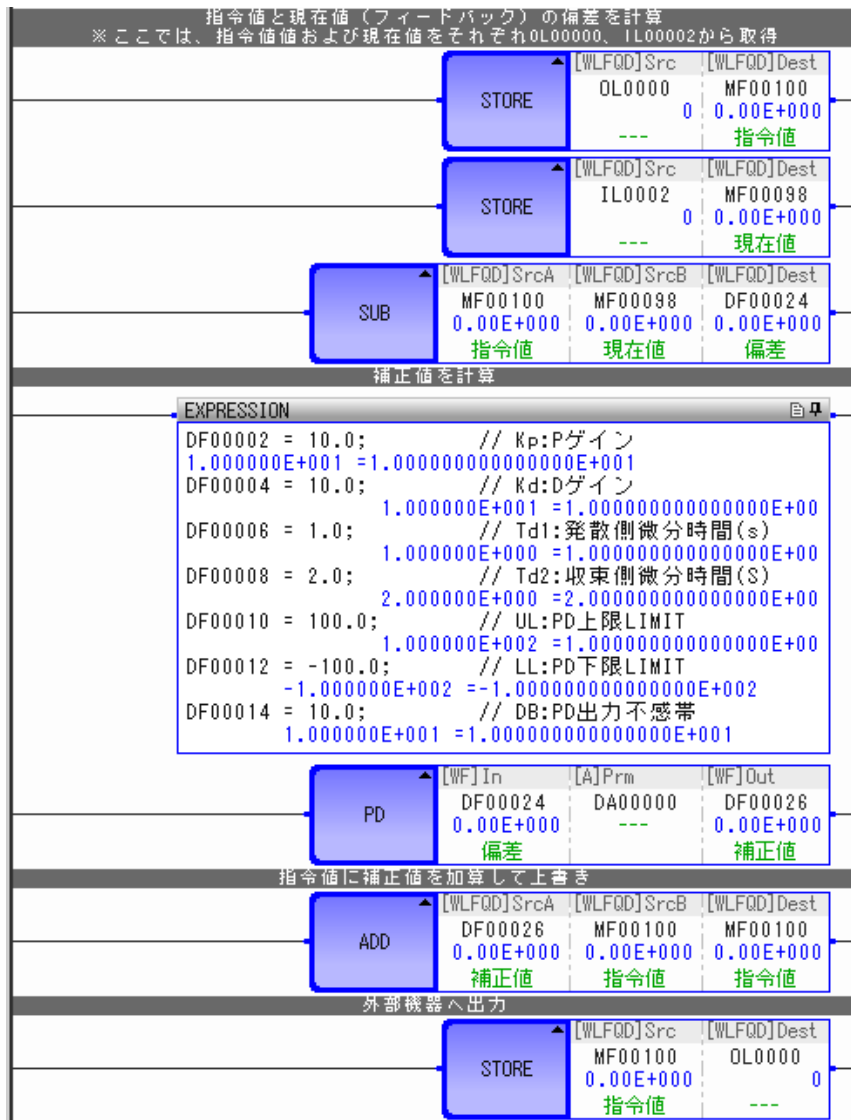 指令値と現在値（フィードバック）の偏差を計算
※ここでは、指令値値および現在値をそれぞれOL00000、IL00002から取得
[WLFQD]Src [WLFQD]Dest
STORE OL0000 MF00100
0 0.00E+000
--- 指令値
[WLFQD]Src [WLFQD]Dest
STORE IL0002 MF00098
0 0.00E+000
--- 現在値
[WLFQD]SrcA [WLFQD]SrcB [WLFQD]Dest
SUB MF00100 MF00098 DF00024
0.00E+000 0.00E+000 0.00E+000
指令値 現在値 偏差
補正値を計算
EXPRESSION
DF00002 = 10.0; // Kp:Pゲイン
1.000000E+001 =1.000000000000000E+001
DF00004 = 10.0; // Kd:Dゲイン
1.000000E+001 =1.000000000000000E+00
DF00006 = 1.0; // Td1:発散側微分時間(s)
1.000000E+000 =1.000000000000000E+00
DF00008 = 2.0; // Td2:収束側微分時間(S)
2.000000E+000 =2.000000000000000E+00
DF00010 = 100.0; // UL:PD上限LIMIT
1.000000E+002 =1.000000000000000E+00
DF00012 = -100.0; // LL:PD下限LIMIT
-1.000000E+002 =-1.000000000000000E+002
DF00014 = 10.0; // DB:PD出力不感帯
1.000000E+001 =1.000000000000000E+001
[WF]In [A]Prm [WF]Out
PD DF00024 DA00000 DF00026
0.00E+000 --- 0.00E+000
偏差 補正値
指令値に補正値を加算して上書き
[WLFQD]SrcA [WLFQD]SrcB [WLFQD]Dest
ADD DF00026 MF00100 MF00100
0.00E+000 0.00E+000 0.00E+000
補正値 指令値 指令値
外部機器へ出力
[WLFQD]Src [WLFQD]Dest
STORE MF00100 OL0000
0.00E+000 0
指令値 ---